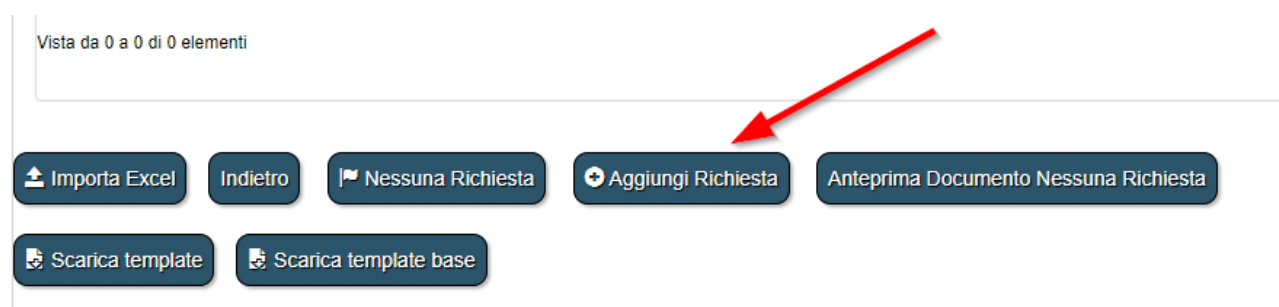 Vista da 0 a 0 di 0 elementi
Importa Excel Indietro Nessuna Richiesta Aggiungi Richiesta Anteprima Documento Nessuna Richiesta
Scarica template Scarica template base